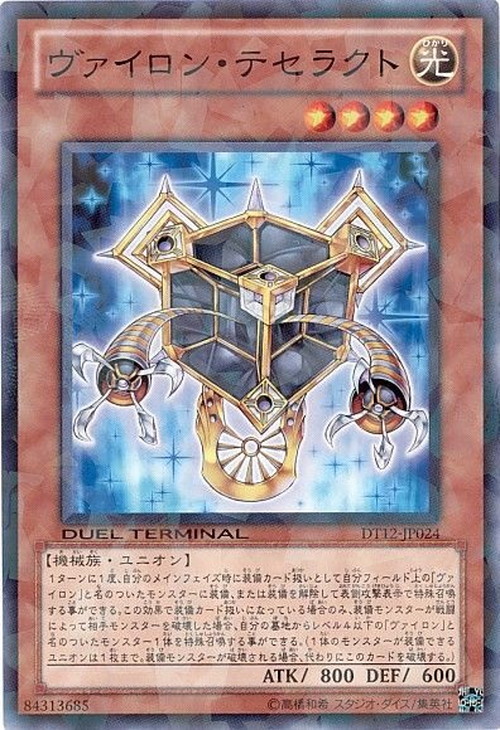 ヴァイロン・テセラクト
ひかり
光
DUEL TERMINAL
DT12-JP024
【機械族・ユニオン】
1ターンに1度、自分のメインフェイズ時に装備カード扱いとして自分フィールド上の「ヴァ
イロン」と名のついたモンスターに装備、または装備を解除して表側攻撃表示で特殊召喚
する事ができる。この効果で装備カード扱いになっている場合のみ、装備モンスターが戦闘
によって相手モンスターを破壊した場合、自分の墓地からレベル4以下の「ヴァイロン」と
名のついたモンスター1体を特殊召喚する事ができる。(1体のモンスターが装備できる
ユニオンは1枚まで。装備モンスターが破壊される場合、代わりにこのカードを破壊する。)
ATK/ 800 DEF/ 600
84313685
©高橋和希 スタジオ・ダイス/集英社